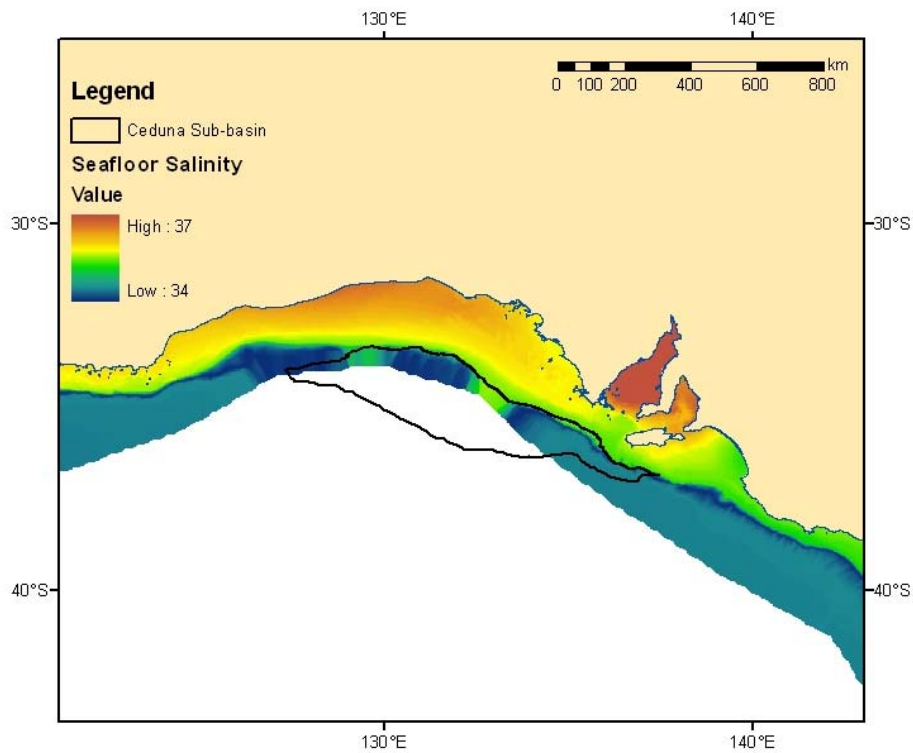 130°E 140°E
Legend
Ceduna Sub-basin
Seafloor Salinity
Value
High : 37
Low : 34
km
0 100 200 400 600 800
30°S 30°S
40°S 40°S
130°E 140°E